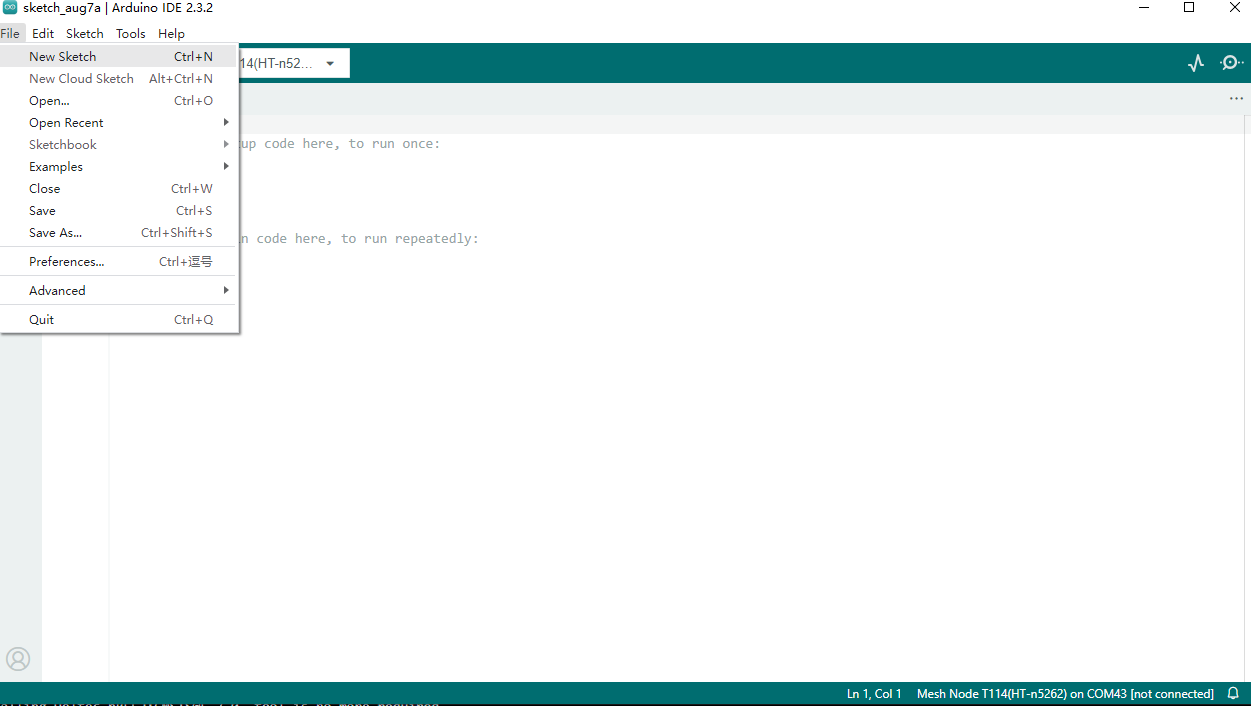 sketch_aug7a | Arduino IDE 2.3.2
File Edit Sketch Tools Help
New Sketch Ctrl+N
14(HT-n52...
New Cloud Sketch Alt+Ctrl+N
Open... Ctrl+O
Open Recent
Sketchbook
up code here, to run once:
Examples
Close Ctrl+W
Save Ctrl+S
Save As... Ctrl+Shift+S
n code here, to run repeatedly:
Preferences... Ctrl+逗号
Advanced
Quit Ctrl+Q
Ln 1, Col 1 Mesh Node T114(HT-n5262) on COM43 [not connected]